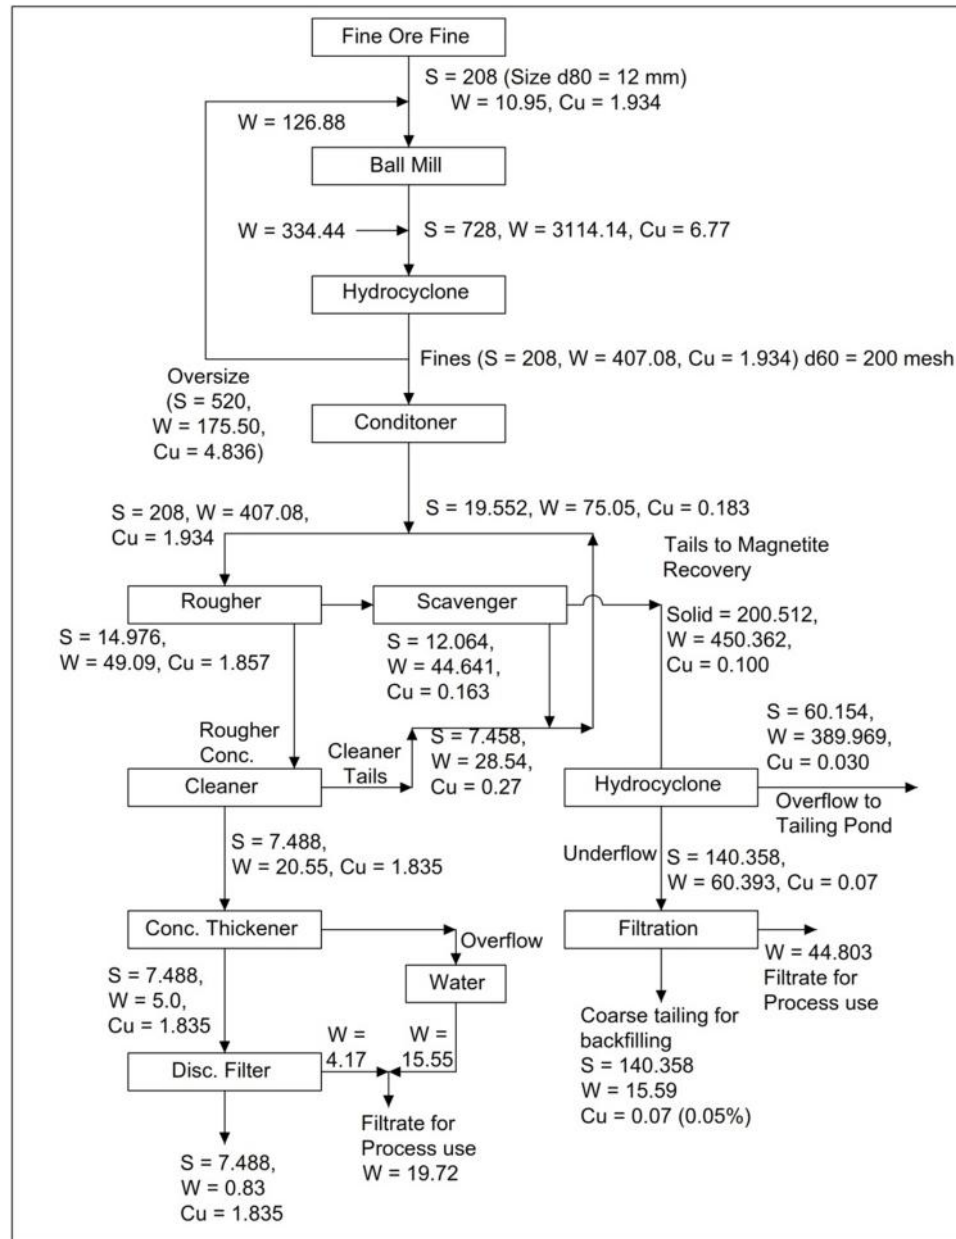 Fine Ore Fine
S = 208 (Size d80 = 12 mm)
W = 10.95, Cu = 1.934
W = 126.88
Ball Mill
W = 334.44
S = 728, W = 3114.14, Cu = 6.77
Hydrocyclone
Fines (S = 208, W = 407.08, Cu = 1.934) d60 = 200 mesh
Oversize
(S = 520,
W = 175.50,
Cu = 4.836)
Conditoner
S = 19.552, W = 75.05, Cu = 0.183
S = 208, W = 407.08,
Cu = 1.934
Tails to Magnetite
Recovery
Rougher
Scavenger
Solid = 200.512,
W = 450.362,
Cu = 0.100
S = 14.976,
W = 49.09, Cu = 1.857
S = 12.064,
W = 44.641,
Cu = 0.163
Rougher
Conc.
Cleaner
Tails
S = 7.458,
W = 28.54,
Cu = 0.27
S = 60.154,
W = 389.969,
Cu = 0.030
Cleaner
Hydrocyclone
Overflow to
Tailing Pond
S = 7.488,
W = 20.55, Cu = 1.835
Underflow
S = 140.358,
W = 60.393, Cu = 0.07
Conc. Thickener
Overflow
Filtration
W = 44.803
Filtrate for
Process use
S = 7.488,
W = 5.0,
Cu = 1.835
Water
Coarse tailing for
backfilling
S = 140.358
W = 15.59
Cu = 0.07 (0.05%)
W =
4.17
W =
15.55
Disc. Filter
Filtrate for
Process use
W = 19.72
S = 7.488,
W = 0.83
Cu = 1.835